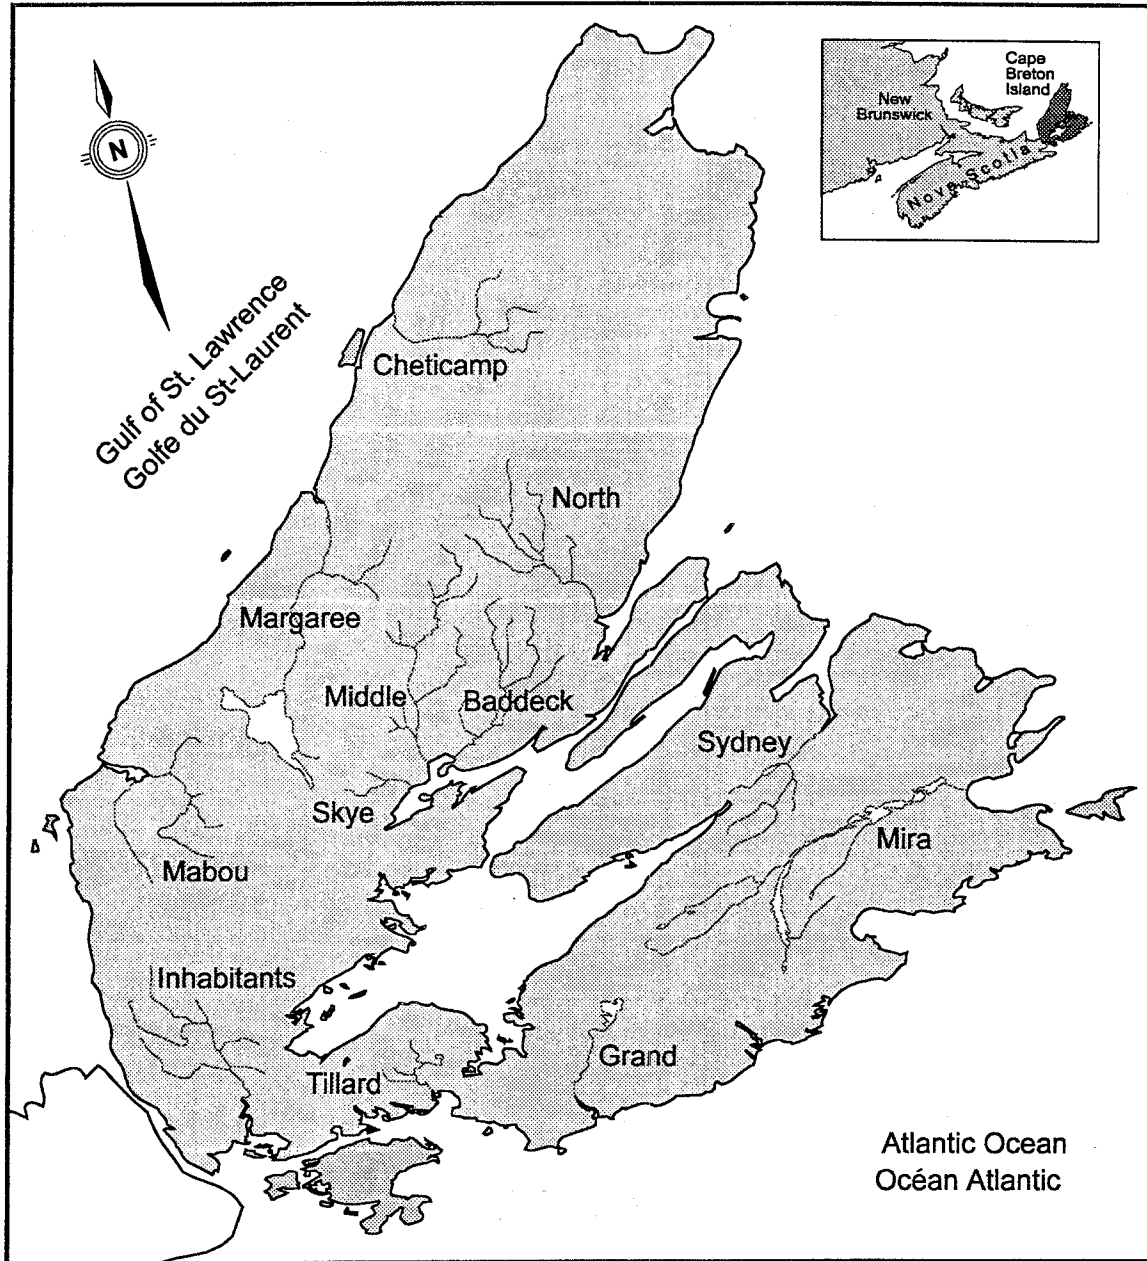 N
Cape
Breton
Island
New
Brunswick
Nova Scotia
Gulf of St. Lawrence
Golfe du St-Laurent
Cheticamp
North
Margaree
Middle
Baddeck
Sydney
Skye
Mira
Mabou
Inhabitants
Grand
Tillard
Atlantic Ocean
Océan Atlantic